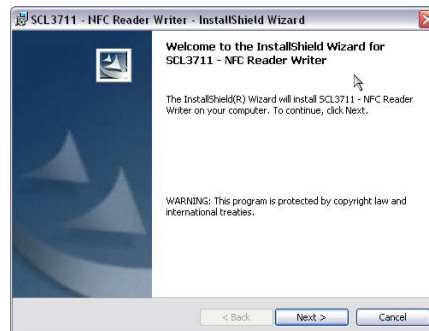 SCL3711 - NFC Reader Writer - InstallShield Wizard
Welcome to the InstallShield Wizard for
SCL3711 - NFC Reader Writer
The InstallShield(R) Wizard will install SCL3711 - NFC Reader
Writer on your computer. To continue, click Next.
WARNING: This program is protected by copyright law and
international treaties.
< Back Next > Cancel